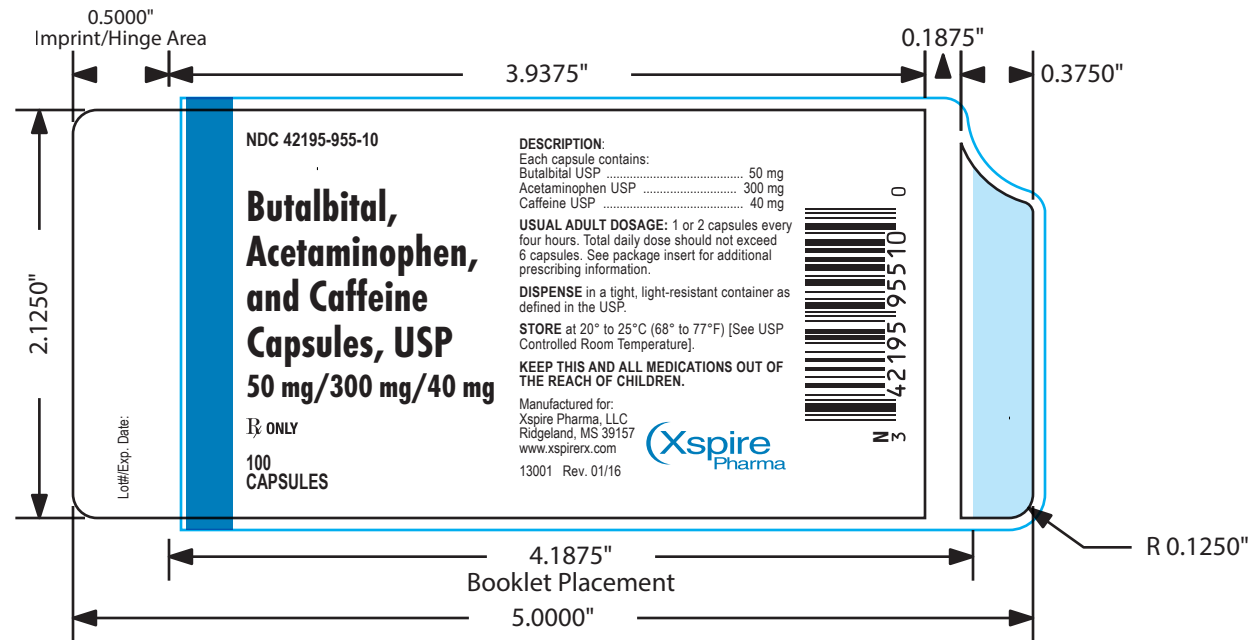 0.5000"
Imprint/Hinge Area
3.9375"
0.1875"
0.3750"
2.1250"
Lot#/Exp. Date:
NDC 42195-955-10
Butalbital,
Acetaminophen,
and Caffeine
Capsules, USP
50 mg/300 mg/40 mg
℞ ONLY
100
CAPSULES
DESCRIPTION:
Each capsule contains:
Butalbital USP .......................................... 50 mg
Acetaminophen USP ............................ 300 mg
Caffeine USP .......................................... 40 mg
USUAL ADULT DOSAGE: 1 or 2 capsules every
four hours. Total daily dose should not exceed
6 capsules. See package insert for additional
prescribing information.
DISPENSE in a tight, light-resistant container as
defined in the USP.
STORE at 20° to 25°C (68° to 77°F) [See USP
Controlled Room Temperature].
KEEP THIS AND ALL MEDICATIONS OUT OF
THE REACH OF CHILDREN.
Manufactured for:
Xspire Pharma, LLC
Ridgeland, MS 39157
www.xspirerx.com
13001 Rev. 01/16
Xspire
Pharma
N
3 42195 95510 0
R 0.1250"
4.1875"
Booklet Placement
5.0000"